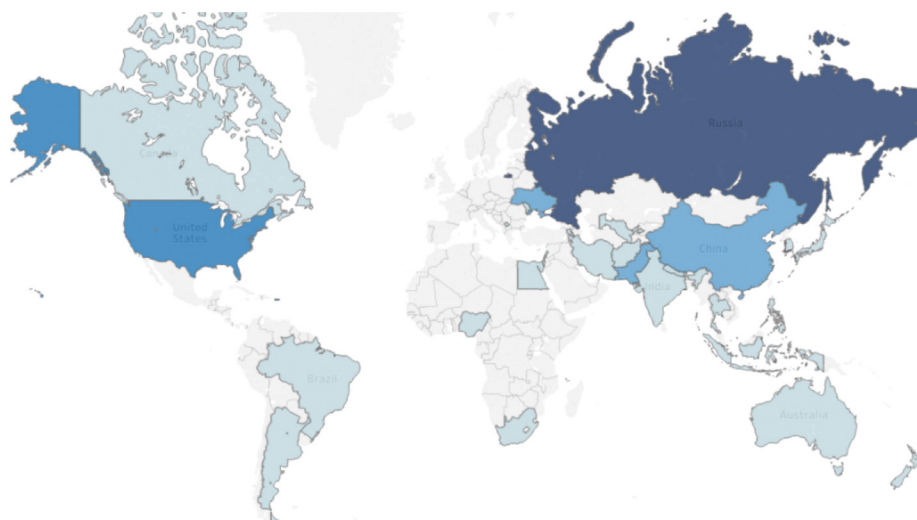 Canada
Russia
United
States
China
India
Brazil
Australia